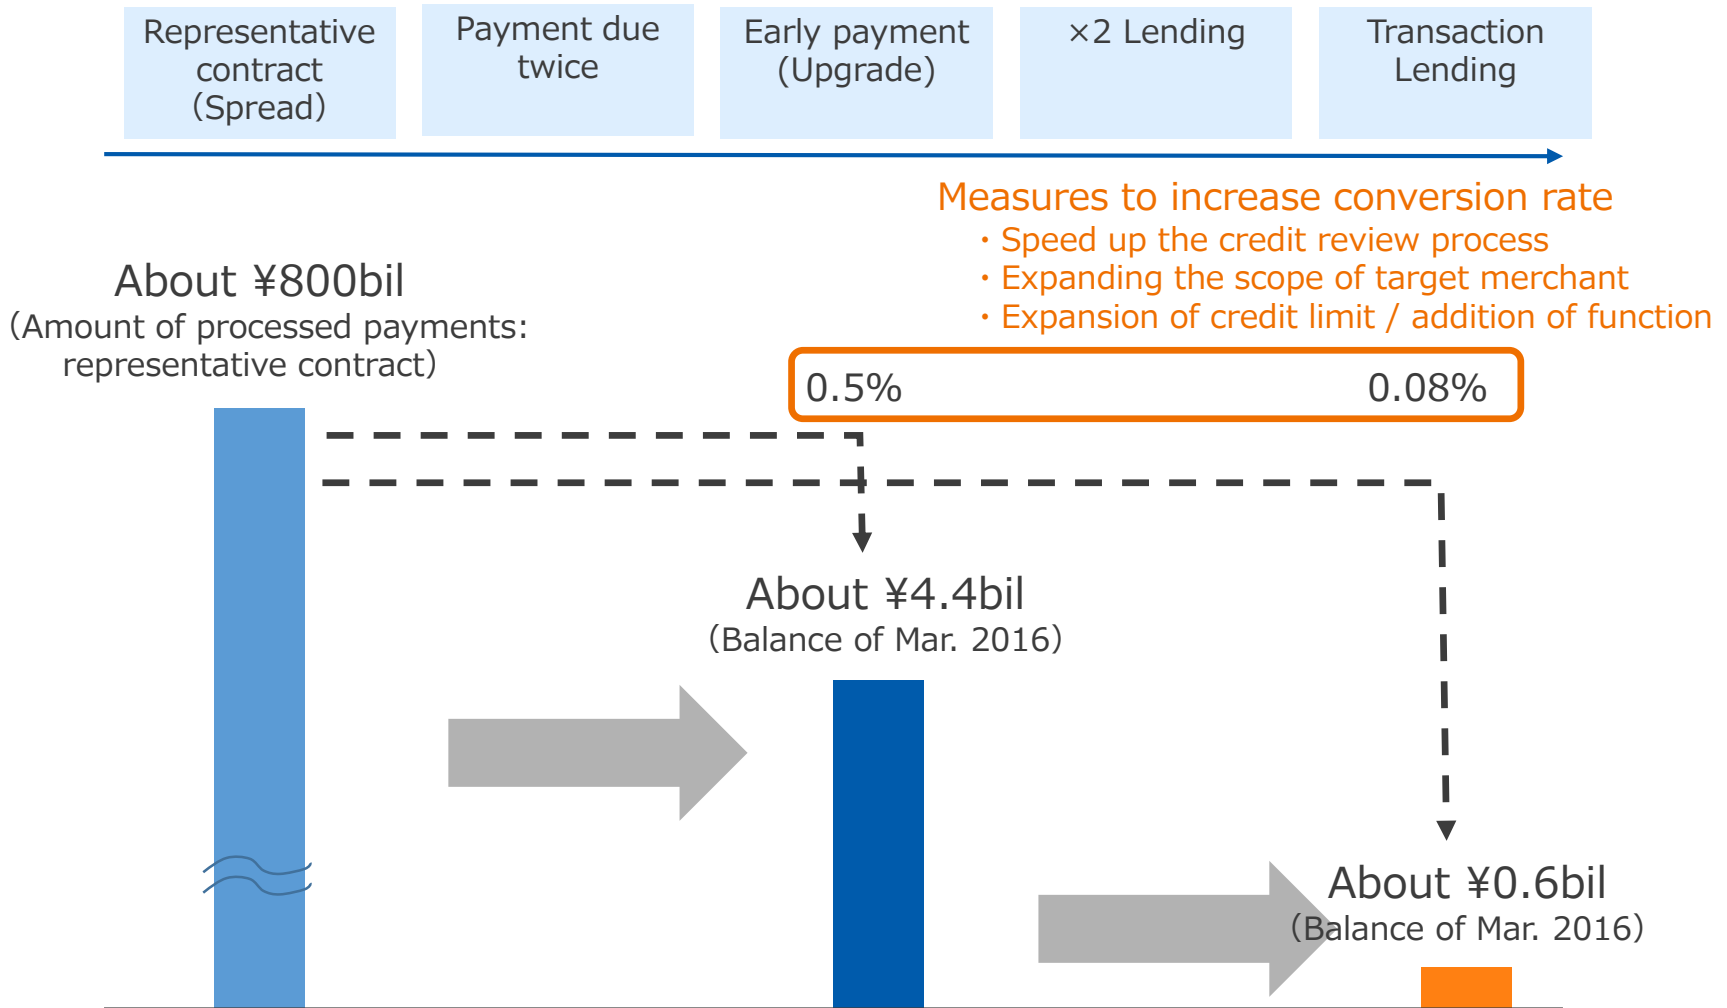 Representative
contract
（Spread）
Payment due
twice
Early payment
(Upgrade)
×2 Lending
Transaction
Lending
Measures to increase conversion rate
・Speed up the credit review process
・Expanding the scope of target merchant
・Expansion of credit limit / addition of function
About ¥800bil
（Amount of processed payments:
representative contract）
0.5%
0.08%
About ¥4.4bil
（Balance of Mar. 2016）
About ¥0.6bil
（Balance of Mar. 2016）